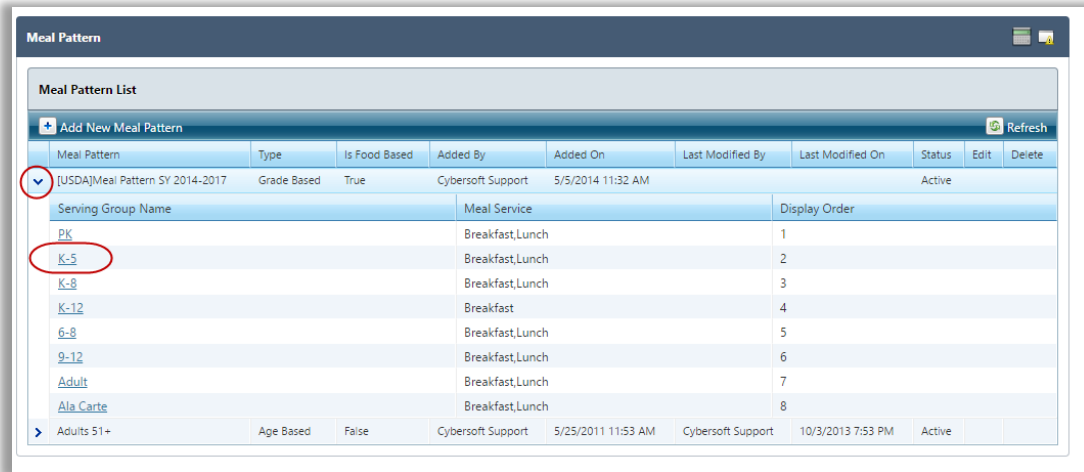 Meal Pattern
Meal Pattern List
Add New Meal Pattern Refresh
Meal Pattern Type Is Food Based Added By Added On Last Modified By Last Modified On Status Edit Delete
[USDA]Meal Pattern SY 2014-2017 Grade Based True Cybersoft Support 5/5/2014 11:32 AM Active
Serving Group Name Meal Service Display Order
PK Breakfast,Lunch 1
K-5 Breakfast,Lunch 2
K-8 Breakfast,Lunch 3
K-12 Breakfast 4
6-8 Breakfast,Lunch 5
9-12 Breakfast,Lunch 6
Adult Breakfast,Lunch 7
Ala Carte Breakfast,Lunch 8
Adults 51+ Age Based False Cybersoft Support 5/25/2011 11:53 AM Cybersoft Support 10/3/2013 7:53 PM Active